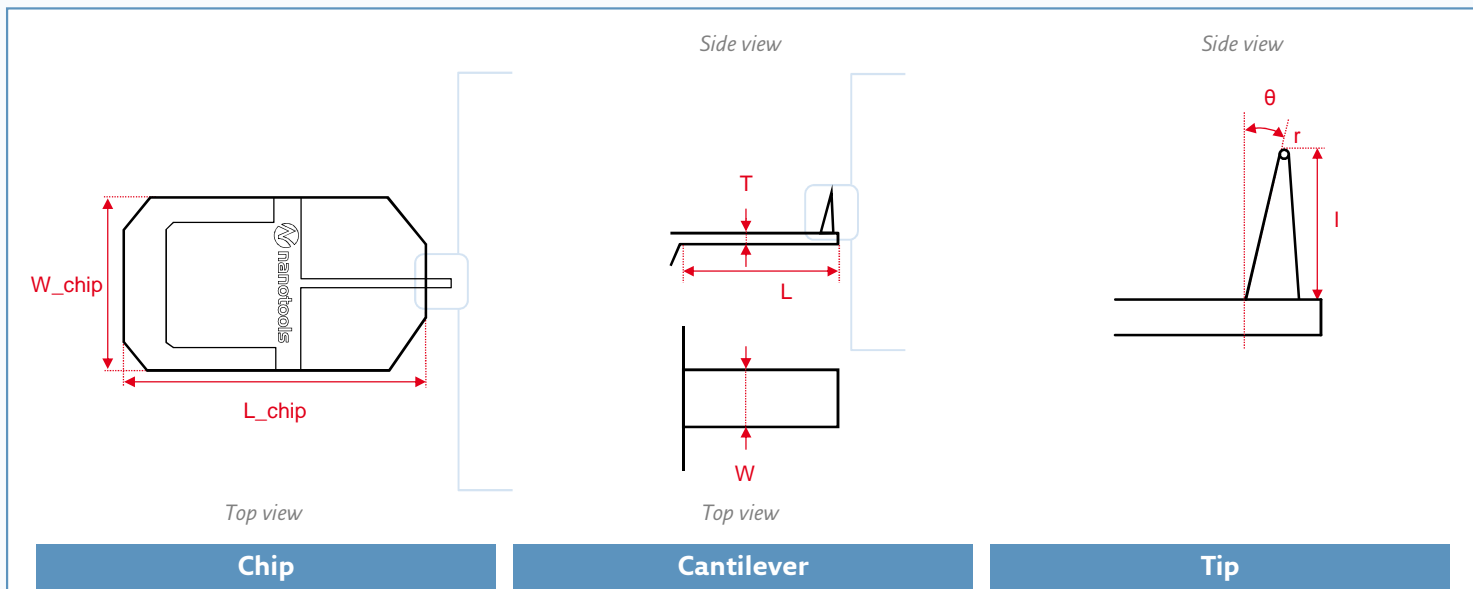 Side view
Side view
θ
r
T
l
W_chip
nanotools
L
L_chip
W
Top view
Top view
Chip
Cantilever
Tip